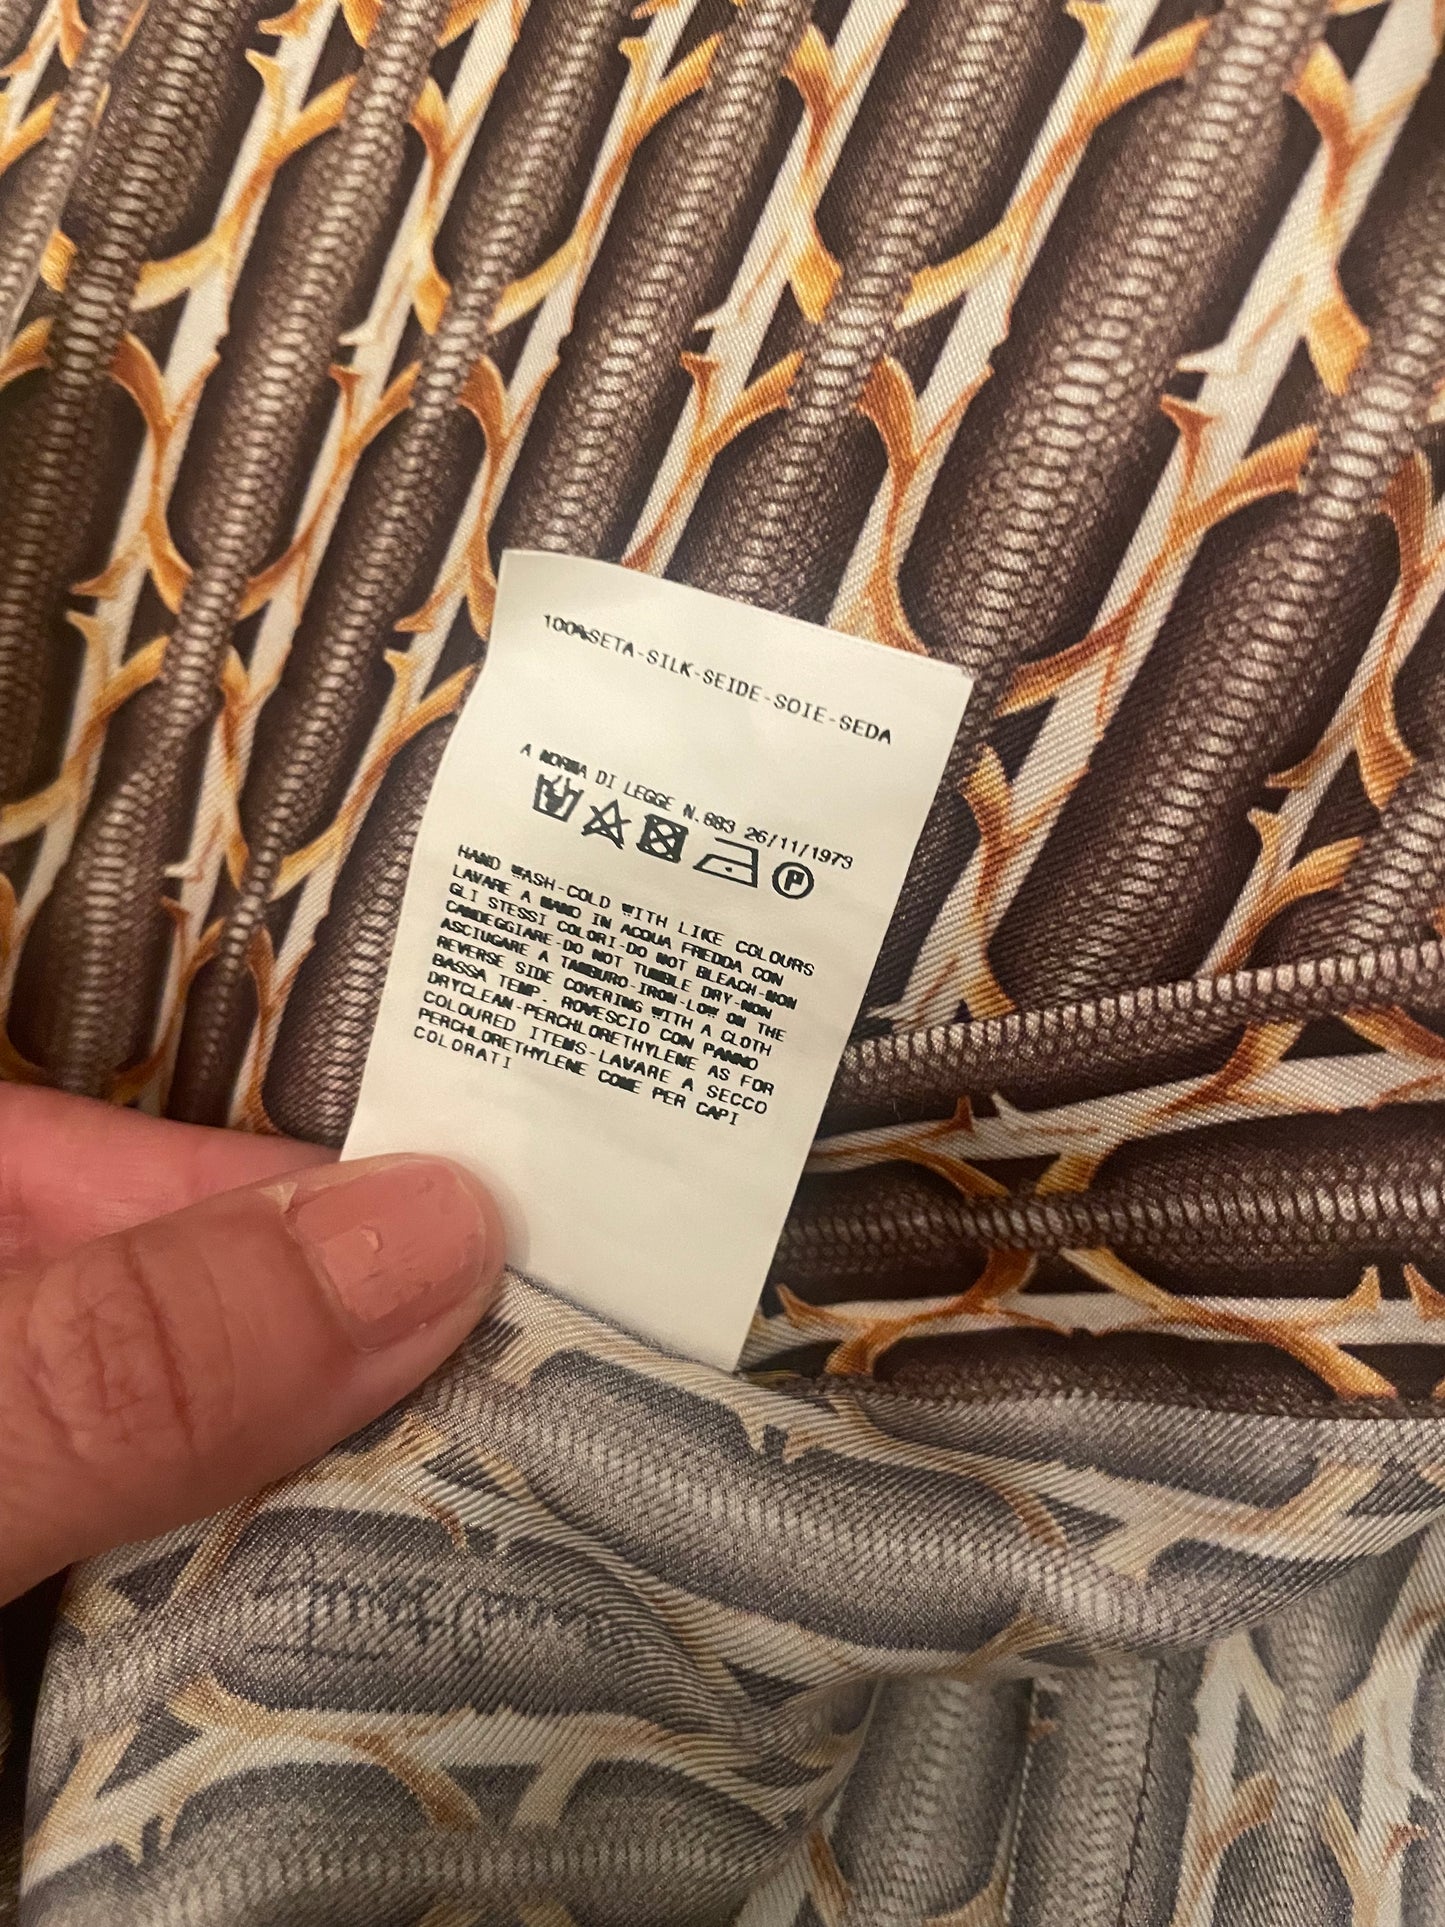 100%SETA-SILK-SEIDE-SOIE-SEDA
A NORMA DI LEGGE N.883 26/11/1973
P
HAND WASH-COLD WITH LIKE COLOURS
LAVARE A MANO IN ACQUA FREDDA CON
GLI STESSI COLORI-DO NOT BLEACH-NON
CANDEGGIARE-DO NOT TUMBLE DRY-NON
ASCIUGARE A TAMBURO-IRON-LOW ON THE
REVERSE SIDE COVERING WITH A CLOTH
BASSA TEMP. ROVESCIO CON PANNO
DRYCLEAN-PERCHLORETHYLENE AS FOR
COLOURED ITEMS-LAVARE A SECCO
PERCHLORETHYLENE COME PER CAPI
COLORATI